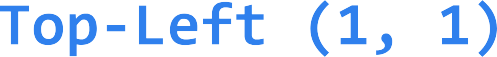 Top-Left (1, 1)